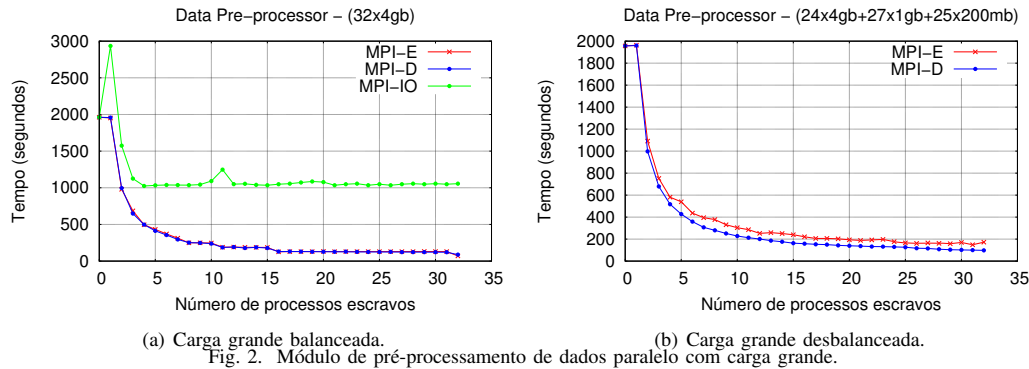 Data Pre-processor - (32x4gb)
3000
2500
2000
1500
1000
500
0
0 5 10 15 20 25 30 35
Tempo (segundos)
Número de processos escravos
MPI-E
MPI-D
MPI-IO
(a) Carga grande balanceada.
Data Pre-processor - (24x4gb+27x1gb+25x200mb)
2000
1800
1600
1400
1200
1000
800
600
400
200
0
0 5 10 15 20 25 30 35
Tempo (segundos)
Número de processos escravos
MPI-E
MPI-D
(b) Carga grande desbalanceada.
Fig. 2. Módulo de pré-processamento de dados paralelo com carga grande.